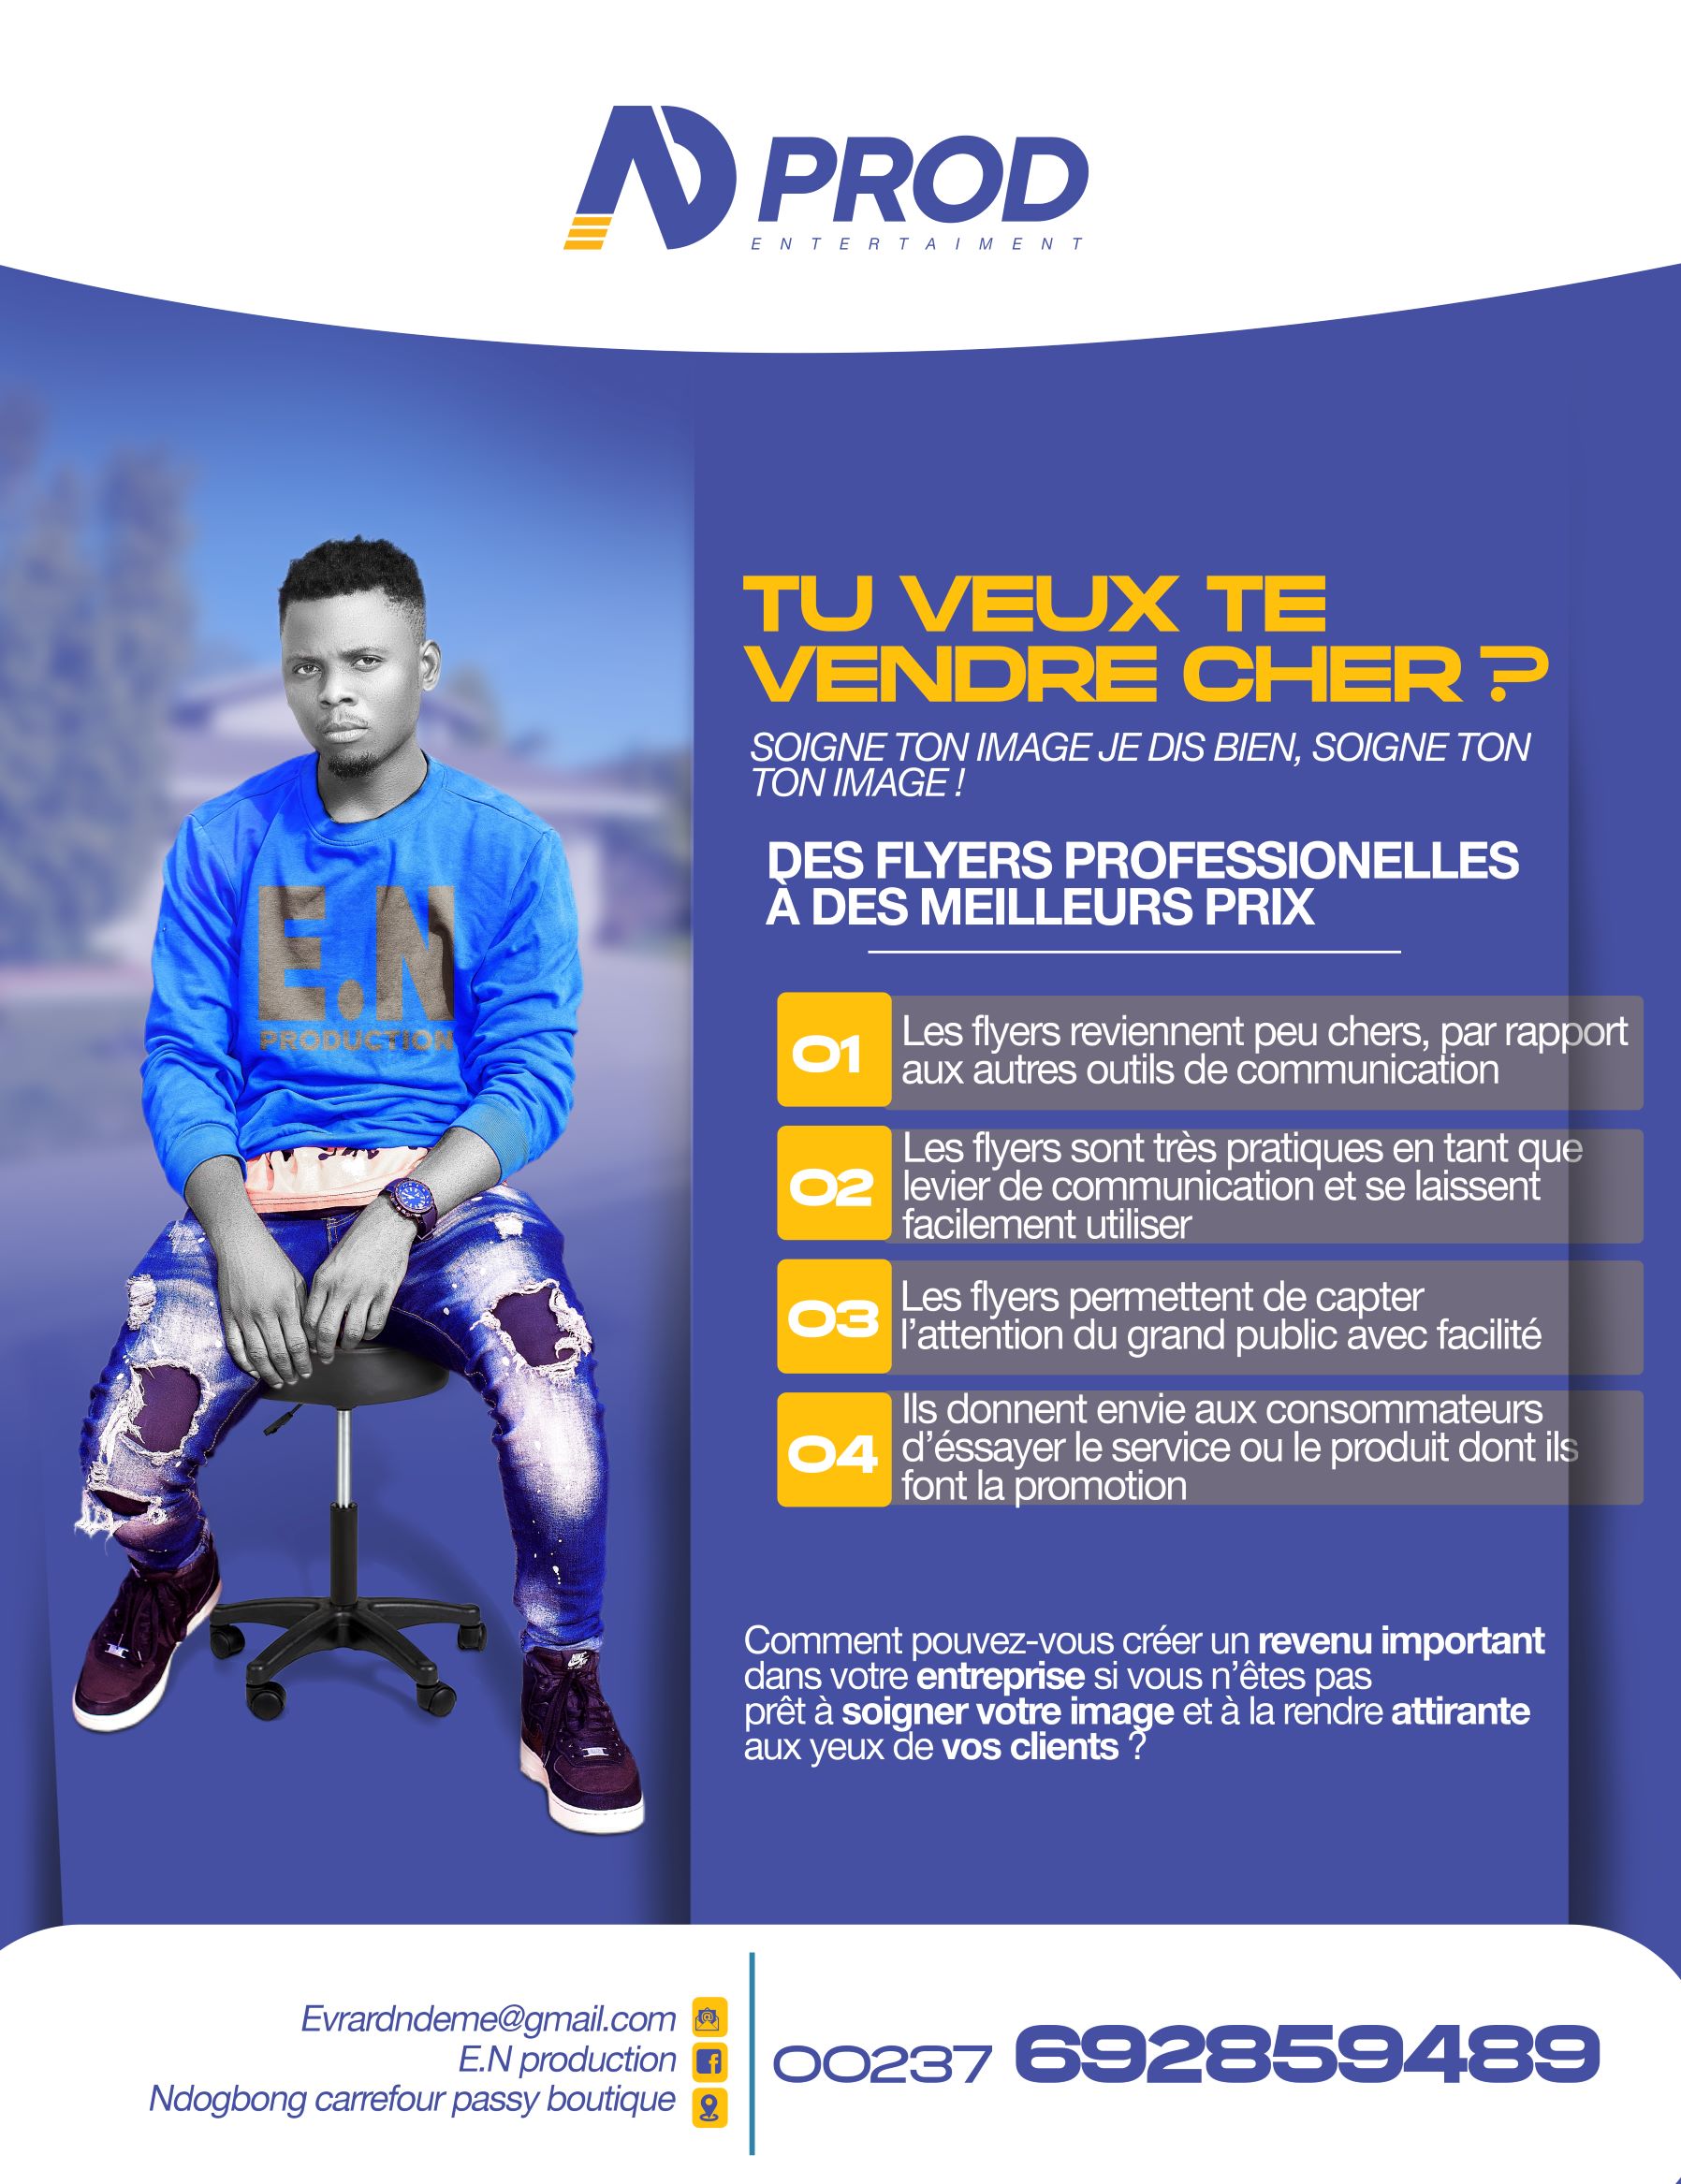 ND PROD
ENTERTAIMENT
TU VEUX TE
VENDRE CHER ?
SOIGNE TON IMAGE JE DIS BIEN, SOIGNE TON
TON IMAGE !
DES FLYERS PROFESSIONELLES
À DES MEILLEURS PRIX
E.N
PRODUCTION
01
Les flyers reviennent peu chers, par rapport
aux autres outils de communication
02
Les flyers sont très pratiques en tant que
levier de communication et se laissent
facilement utiliser
03
Les flyers permettent de capter
l’attention du grand public avec facilité
04
Ils donnent envie aux consommateurs
d’éssayer le service ou le produit dont ils
font la promotion
Comment pouvez-vous créer un revenu important
dans votre entreprise si vous n’êtes pas
prêt à soigner votre image et à la rendre attirante
aux yeux de vos clients ?
Evrardndeme@gmail.com
E.N production
Ndogbong carrefour passy boutique
00237 692859489